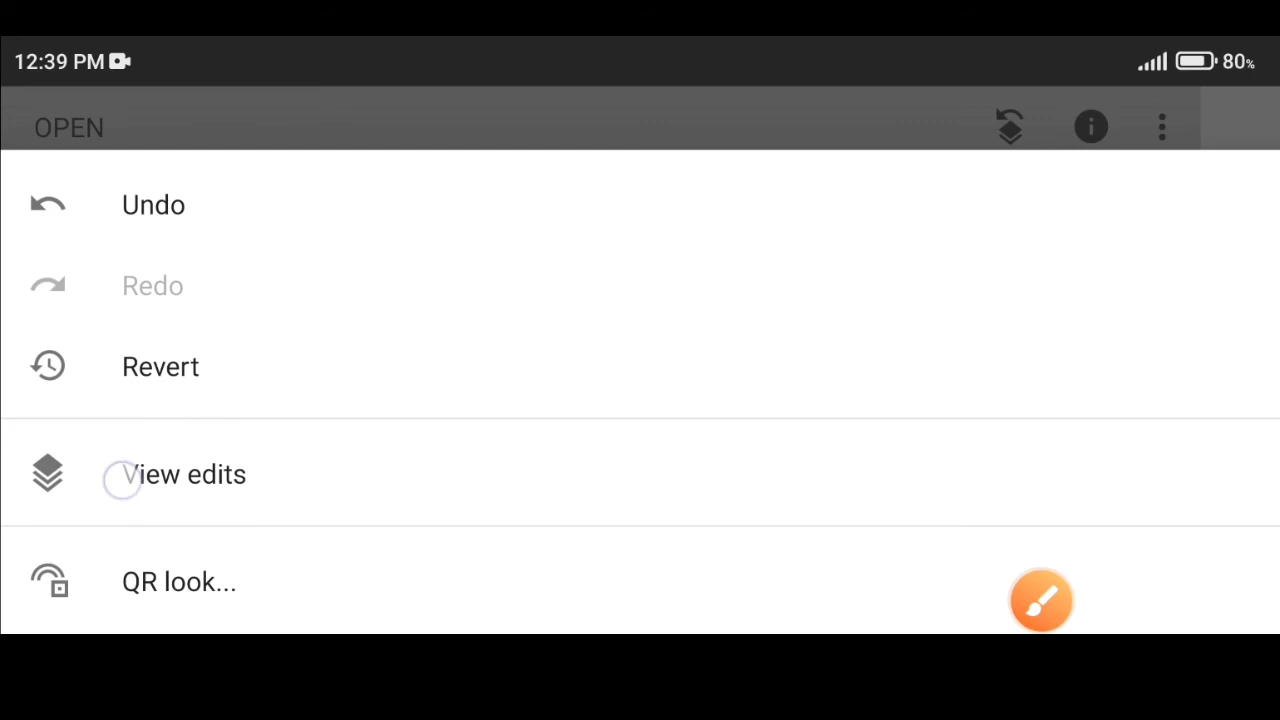 12:39 PM 80%
OPEN
Undo
Redo
Revert
View edits
QR look...